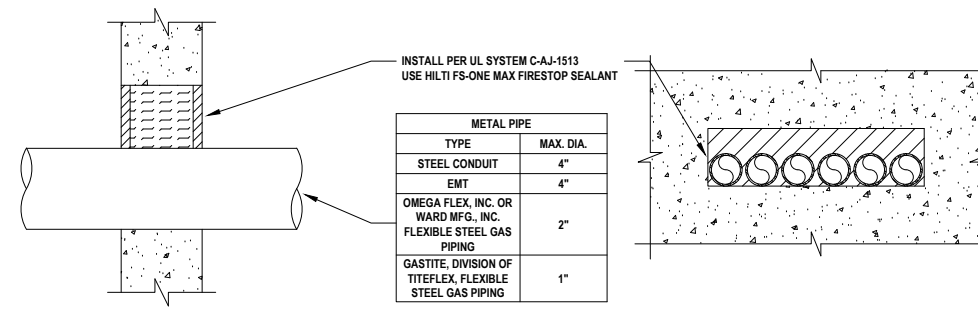 INSTALL PER UL SYSTEM C-AJ-1513
USE HILTI FS-ONE MAX FIRESTOP SEALANT
METAL PIPE
TYPE MAX. DIA.
STEEL CONDUIT 4"
EMT 4"
OMEGA FLEX, INC. OR
WARD MFG., INC.
FLEXIBLE STEEL GAS
PIPING
2"
GASTITE, DIVISION OF
TITEFLEX, FLEXIBLE
STEEL GAS PIPING
1"